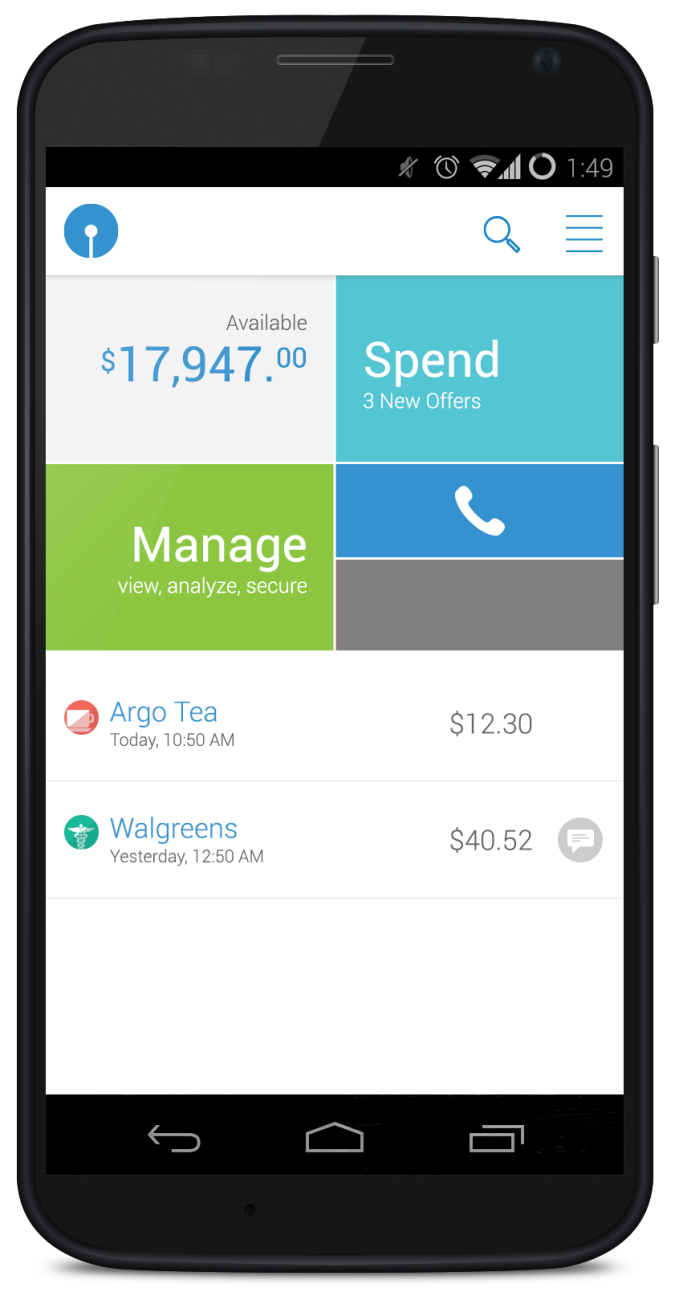 1:49
Available
$17,947.00
Spend
3 New Offers
Manage
view, analyze, secure
Argo Tea
$12.30
Today, 10:50 AM
Walgreens
$40.52
Yesterday, 12:50 AM